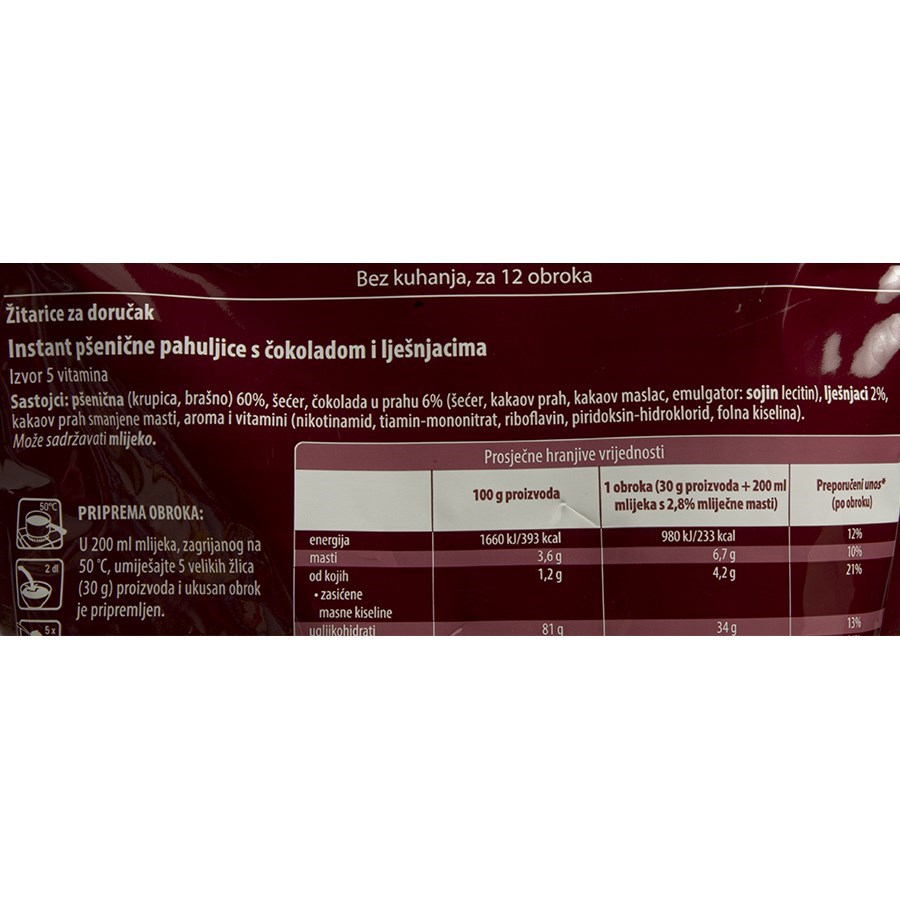 Bez kuhanja, za 12 obroka
Žitarice za doručak
Instant pšenične pahuljice s čokoladom i lješnjacima
Izvor 5 vitamina
Sastojci: pšenična (krupica, brašno) 60%, šećer, čokolada u prahu 6% (šećer, kakaov prah, kakaov maslac, emulgator: sojin lecitin), lješnjaci 2%,
kakaov prah smanjene masti, aroma i vitamini (nikotinamid, tiamin-mononitrat, riboflavin, piridoksin-hidroklorid, folna kiselina).
Može sadržavati mlijeko.
50°C
2 dl
5 x
PRIPREMA OBROKA:
U 200 ml mlijeka, zagrijanog na
50 °C, umiješajte 5 velikih žlica
(30 g) proizvoda i ukusan obrok
je pripremljen.
Prosječne hranjive vrijednosti
100 g proizvoda
1 obroka (30 g proizvoda + 200 ml
mlijeka s 2,8% mliječne masti)
Preporučeni unos*
(po obroku)
energija 1660 kJ/393 kcal 980 kJ/233 kcal 12%
masti 3,6 g 6,7 g 10%
od kojih 1,2 g 4,2 g 21%
• zasićene
masne kiseline
ugljikohidrati 81 g 34 g 13%